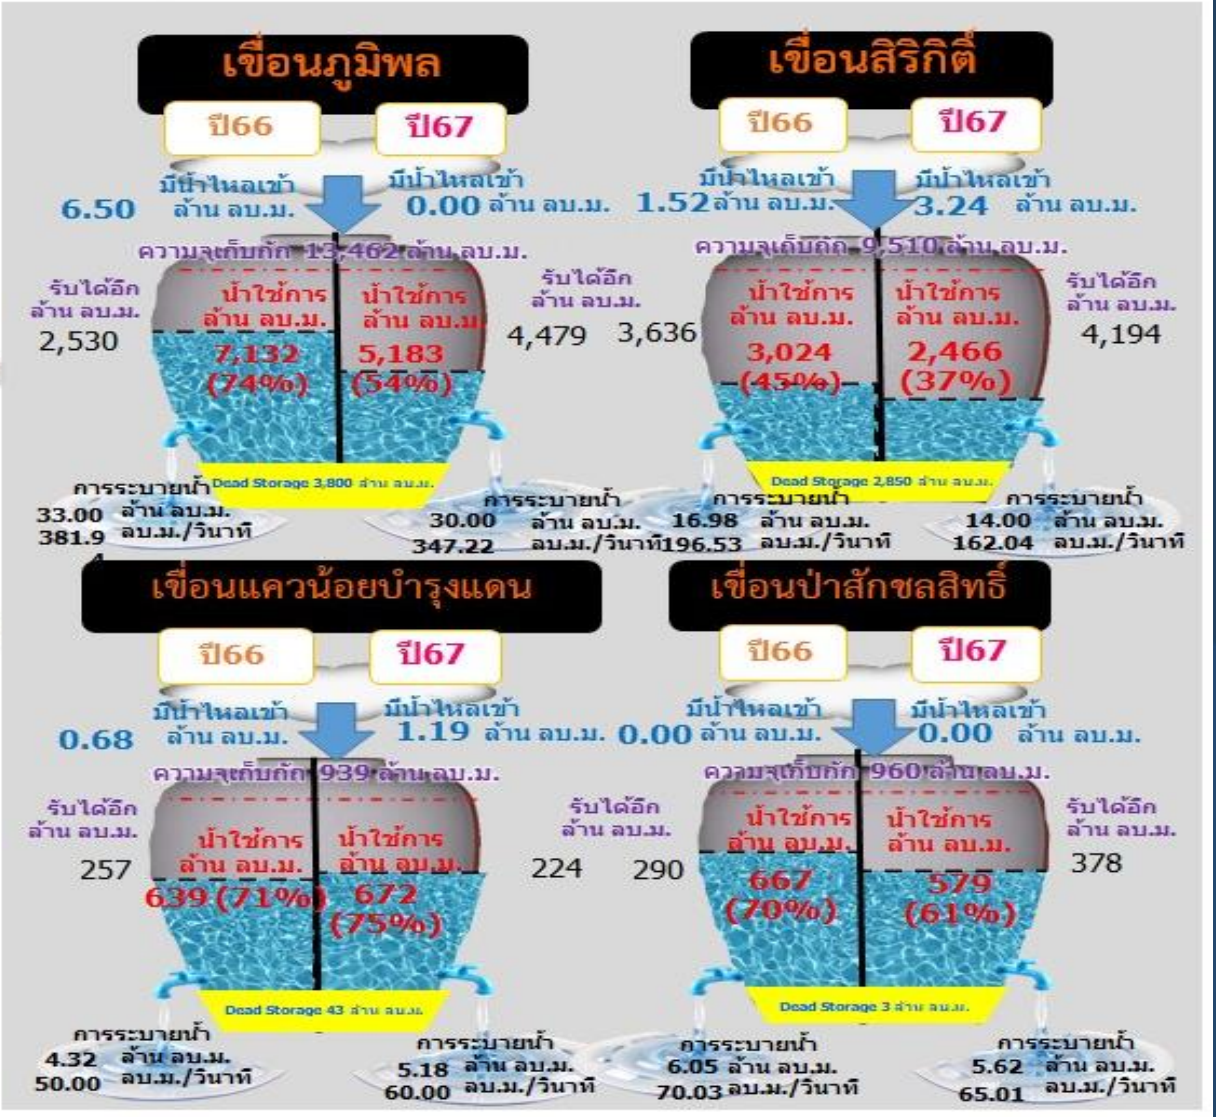 เขื่อนภูมิพล
ปี66
ปี67
มีน้ำไหลเข้า
6.50 ล้าน ลบ.ม.
มีน้ำไหลเข้า
0.00 ล้าน ลบ.ม.
ความจุเก็บกัก 13,462 ล้าน ลบ.ม.
รับได้อีก
ล้าน ลบ.ม.
2,530
น้ำใช้การ
ล้าน ลบ.ม.
7,132
(74%)
น้ำใช้การ
ล้าน ลบ.ม.
5,183
(54%)
รับได้อีก
ล้าน ลบ.ม.
4,479
Dead Storage 3,800 ล้าน ลบ.ม.
การระบายน้ำ
33.00 ล้าน ลบ.ม.
381.9 ลบ.ม./วินาที
4
การระบายน้ำ
30.00 ล้าน ลบ.ม.
347.22 ลบ.ม./วินาที
เขื่อนสิริกิติ์
ปี66
ปี67
มีน้ำไหลเข้า
1.52 ล้าน ลบ.ม.
มีน้ำไหลเข้า
3.24 ล้าน ลบ.ม.
ความจุเก็บกัก 9,510 ล้าน ลบ.ม.
3,636
น้ำใช้การ
ล้าน ลบ.ม.
3,024
(45%)
น้ำใช้การ
ล้าน ลบ.ม.
2,466
(37%)
รับได้อีก
ล้าน ลบ.ม.
4,194
Dead Storage 2,850 ล้าน ลบ.ม.
การระบายน้ำ
16.98 ล้าน ลบ.ม.
196.53 ลบ.ม./วินาที
การระบายน้ำ
14.00 ล้าน ลบ.ม.
162.04 ลบ.ม./วินาที
เขื่อนแควน้อยบำรุงแดน
ปี66
ปี67
มีน้ำไหลเข้า
0.68 ล้าน ลบ.ม.
มีน้ำไหลเข้า
1.19 ล้าน ลบ.ม.
ความจุเก็บกัก 939 ล้าน ลบ.ม.
รับได้อีก
ล้าน ลบ.ม.
257
น้ำใช้การ
ล้าน ลบ.ม.
639 (71%)
น้ำใช้การ
ล้าน ลบ.ม.
672
(75%)
รับได้อีก
ล้าน ลบ.ม.
224
Dead Storage 43 ล้าน ลบ.ม.
การระบายน้ำ
4.32 ล้าน ลบ.ม.
50.00 ลบ.ม./วินาที
การระบายน้ำ
5.18 ล้าน ลบ.ม.
60.00 ลบ.ม./วินาที
เขื่อนป่าสักชลสิทธิ์
ปี66
ปี67
มีน้ำไหลเข้า
0.00 ล้าน ลบ.ม.
มีน้ำไหลเข้า
0.00 ล้าน ลบ.ม.
ความจุเก็บกัก 960 ล้าน ลบ.ม.
290
น้ำใช้การ
ล้าน ลบ.ม.
667
(70%)
น้ำใช้การ
ล้าน ลบ.ม.
579
(61%)
รับได้อีก
ล้าน ลบ.ม.
378
Dead Storage 3 ล้าน ลบ.ม.
การระบายน้ำ
6.05 ล้าน ลบ.ม.
70.03 ลบ.ม./วินาที
การระบายน้ำ
5.62 ล้าน ลบ.ม.
65.01 ลบ.ม./วินาที